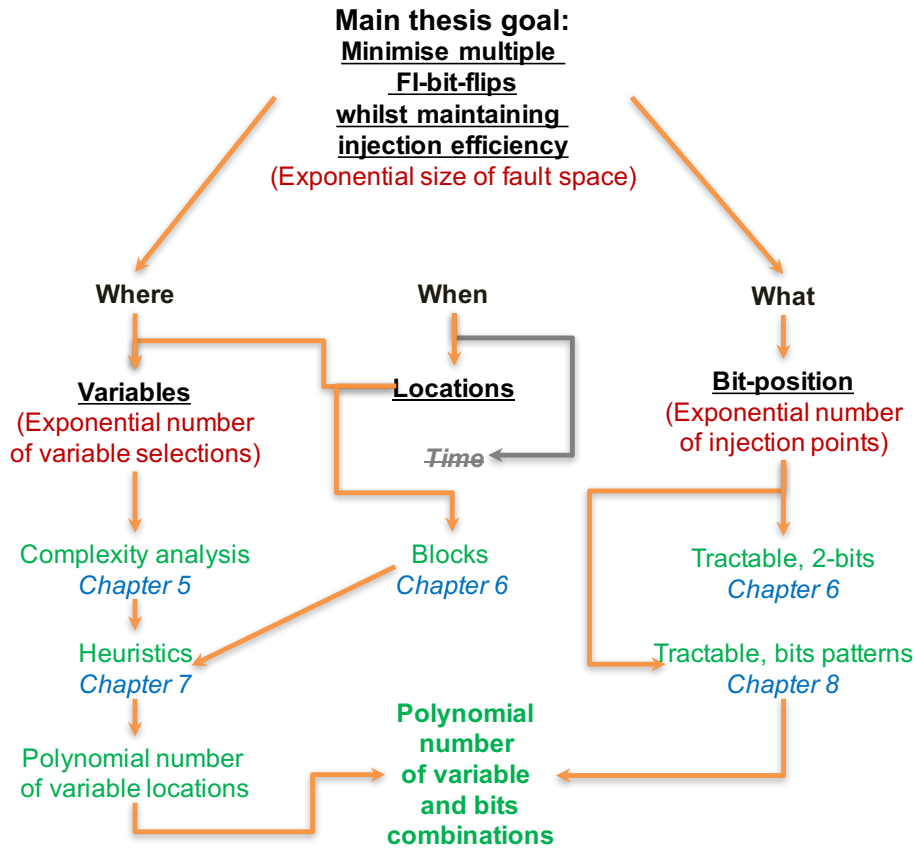 Main thesis goal:
Minimise multiple
FI-bit-flips
whilst maintaining
injection efficiency
(Exponential size of fault space)
Where
When
What
Variables
(Exponential number
of variable selections)
Locations
Time
Bit-position
(Exponential number
of injection points)
Complexity analysis
Chapter 5
Blocks
Chapter 6
Tractable, 2-bits
Chapter 6
Heuristics
Chapter 7
Tractable, bits patterns
Chapter 8
Polynomial number
of variable locations
Polynomial
number
of variable
and bits
combinations